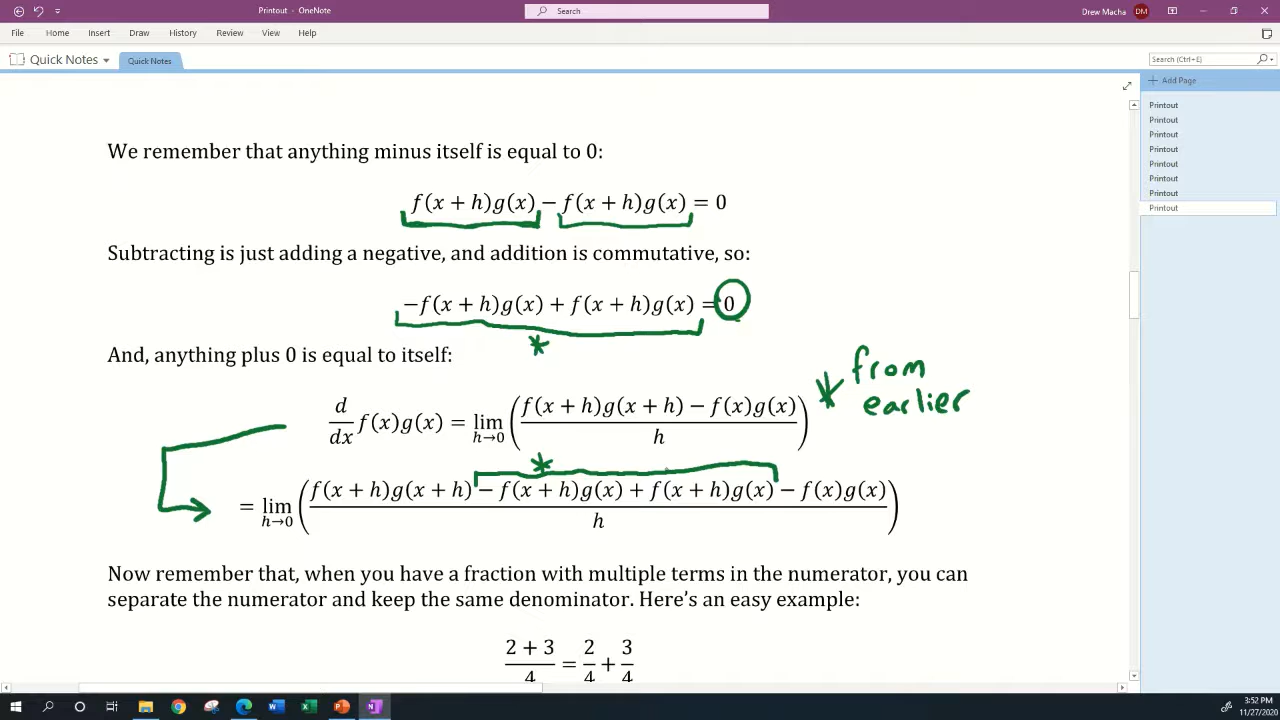 Printout - OneNote
Search
Drew Macha DM
File Home Insert Draw History Review View Help
Quick Notes
Quick Notes
Search (Ctrl+E)
Add Page
Printout
Printout
Printout
Printout
Printout
Printout
Printout
Printout
We remember that anything minus itself is equal to 0:
f(x + h)g(x) − f(x + h)g(x) = 0
Subtracting is just adding a negative, and addition is commutative, so:
−f(x + h)g(x) + f(x + h)g(x) = 0
*
And, anything plus 0 is equal to itself:
* from
earlier
d/dx f(x)g(x) = lim h→0 (f(x + h)g(x + h) − f(x)g(x) / h)
*
= lim h→0 (f(x + h)g(x + h) − f(x + h)g(x) + f(x + h)g(x) − f(x)g(x) / h)
Now remember that, when you have a fraction with multiple terms in the numerator, you can
separate the numerator and keep the same denominator. Here's an easy example:
2 + 3 / 4 = 2/4 + 3/4
3:52 PM
11/27/2020